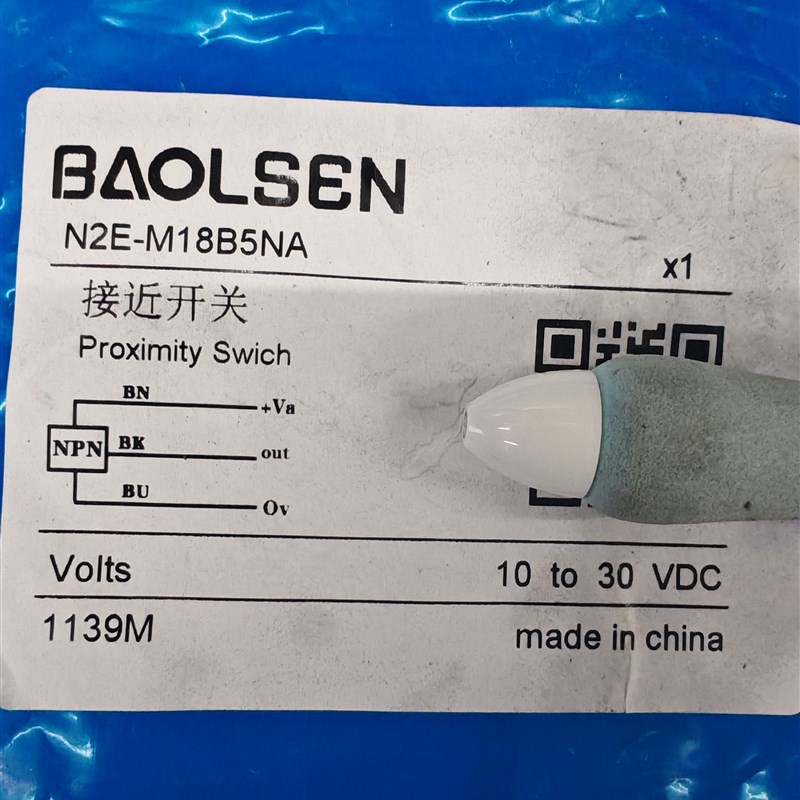 BAOLSEN
N2E-M18B5NA
x1
接近开关
Proximity Swich
BN
+Va
NPN
BK
out
BU
Ov
Volts
10 to 30 VDC
1139M
made in china